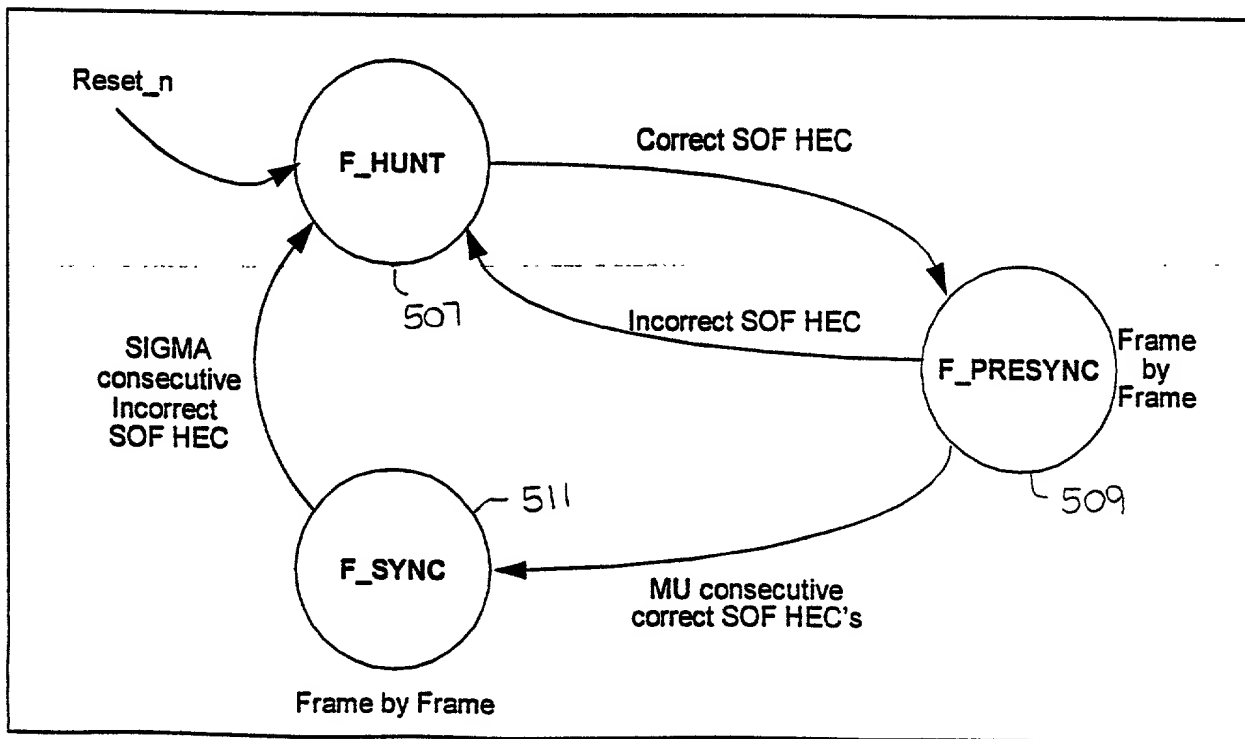 Reset_n
F_HUNT
Correct SOF HEC
507
Incorrect SOF HEC
SIGMA
consecutive
Incorrect
SOF HEC
F_PRESYNC
Frame
by
Frame
509
511
F_SYNC
MU consecutive
correct SOF HEC's
Frame by Frame